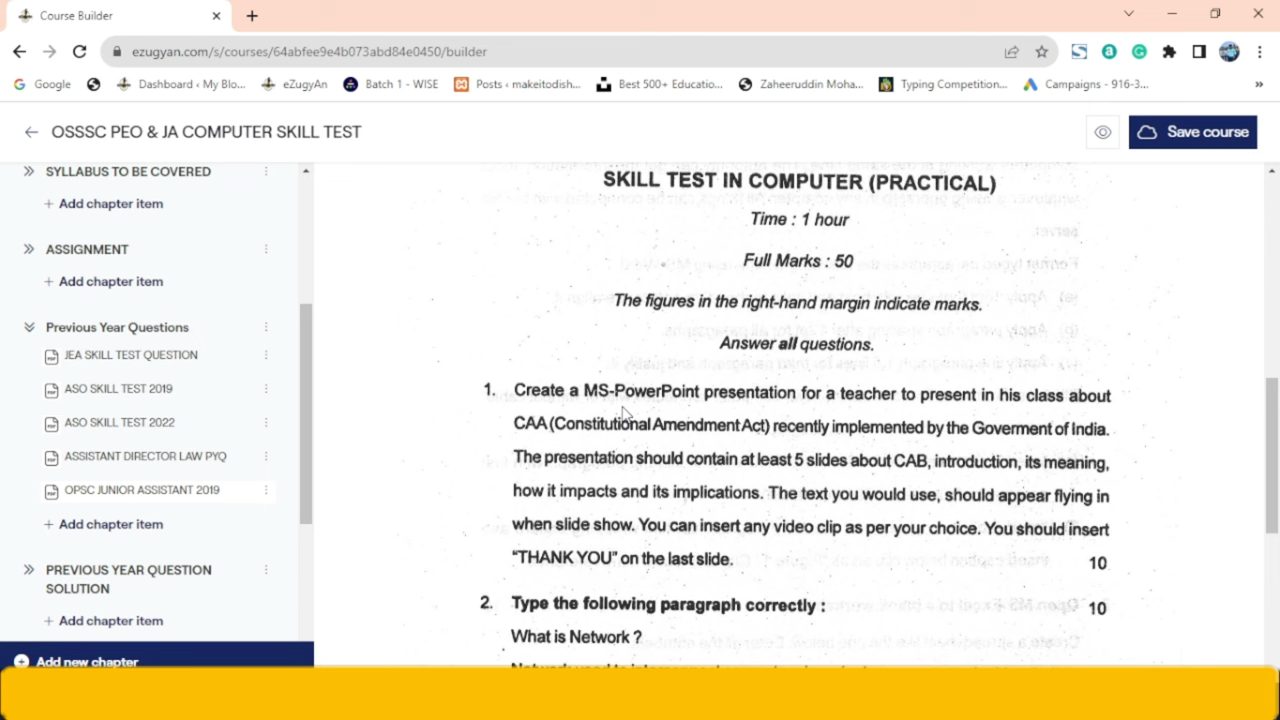 Course Builder
ezugyan.com/s/courses/64abfee9e4b073abd84e0450/builder
Google
Dashboard ‹ My Blo...
eZugyAn
Batch 1 - WISE
Posts ‹ makeitodish...
Best 500+ Educatio...
Zaheeruddin Moha...
Typing Competition...
Campaigns - 916-3...
»
OSSSC PEO & JA COMPUTER SKILL TEST
Save course
SYLLABUS TO BE COVERED
+ Add chapter item
ASSIGNMENT
+ Add chapter item
Previous Year Questions
JEA SKILL TEST QUESTION
ASO SKILL TEST 2019
ASO SKILL TEST 2022
ASSISTANT DIRECTOR LAW PYQ
OPSC JUNIOR ASSISTANT 2019
+ Add chapter item
PREVIOUS YEAR QUESTION
SOLUTION
+ Add chapter item
Add new chapter
SKILL TEST IN COMPUTER (PRACTICAL)
Time : 1 hour
Full Marks : 50
The figures in the right-hand margin indicate marks.
Answer all questions.
1. Create a MS-PowerPoint presentation for a teacher to present in his class about
CAA (Constitutional Amendment Act) recently implemented by the Goverment of India.
The presentation should contain at least 5 slides about CAB, introduction, its meaning,
how it impacts and its implications. The text you would use, should appear flying in
when slide show. You can insert any video clip as per your choice. You should insert
"THANK YOU" on the last slide. 10
2. Type the following paragraph correctly : 10
What is Network ?